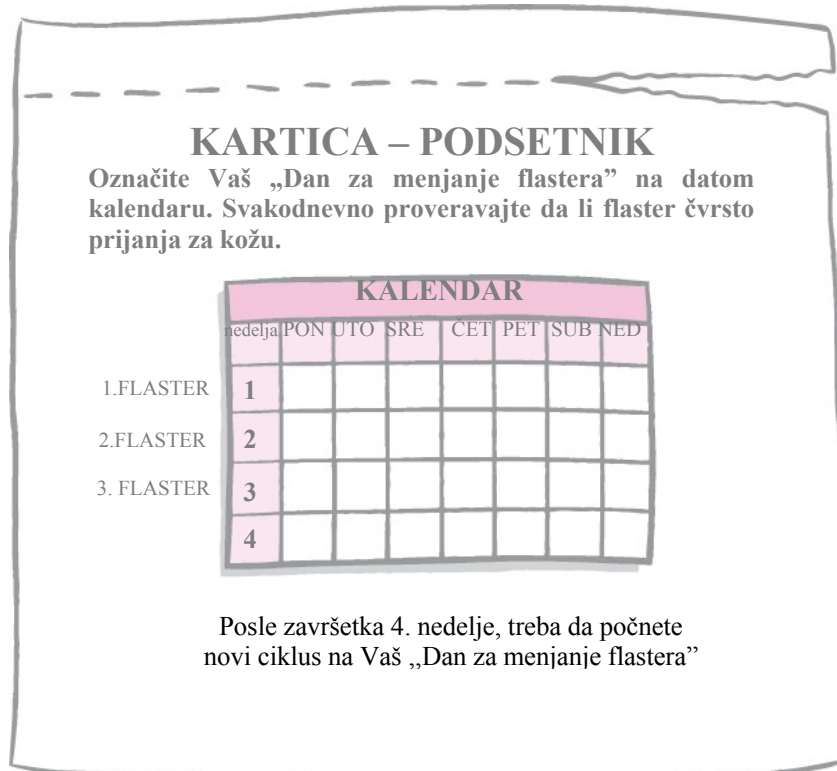 KARTICA – PODSETNIK
Označite Vaš „Dan za menjanje flastera” na datom
kalendaru. Svakodnevno proveravajte da li flaster čvrsto
prijanja za kožu.
KALENDAR
nedelja PON UTO SRE ČET PET SUB NED
1.FLASTER 1
2.FLASTER 2
3. FLASTER 3
4
Posle završetka 4. nedelje, treba da počnete
novi ciklus na Vaš ,,Dan za menjanje flastera”